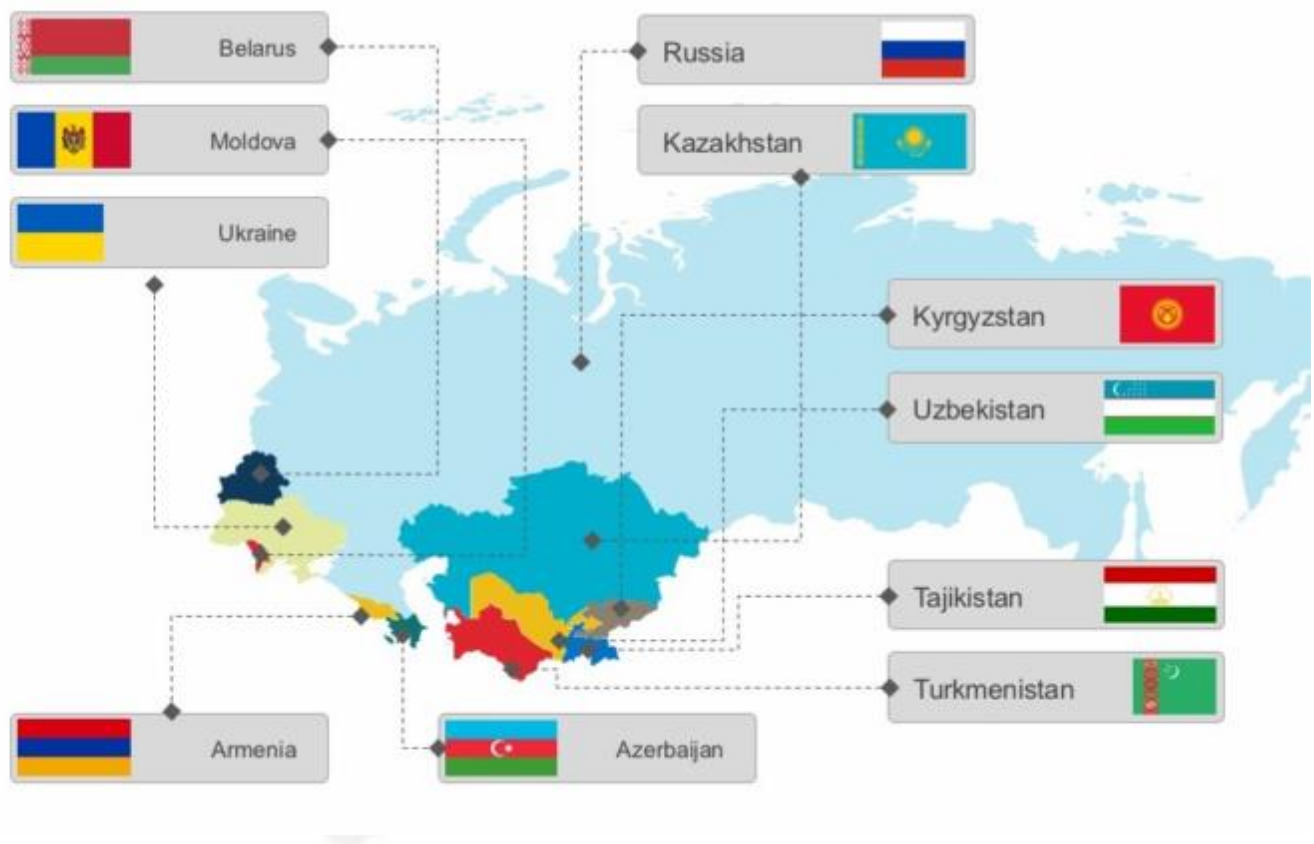 Belarus
Russia
Moldova
Kazakhstan
Ukraine
Kyrgyzstan
Uzbekistan
Tajikistan
Turkmenistan
Armenia
Azerbaijan